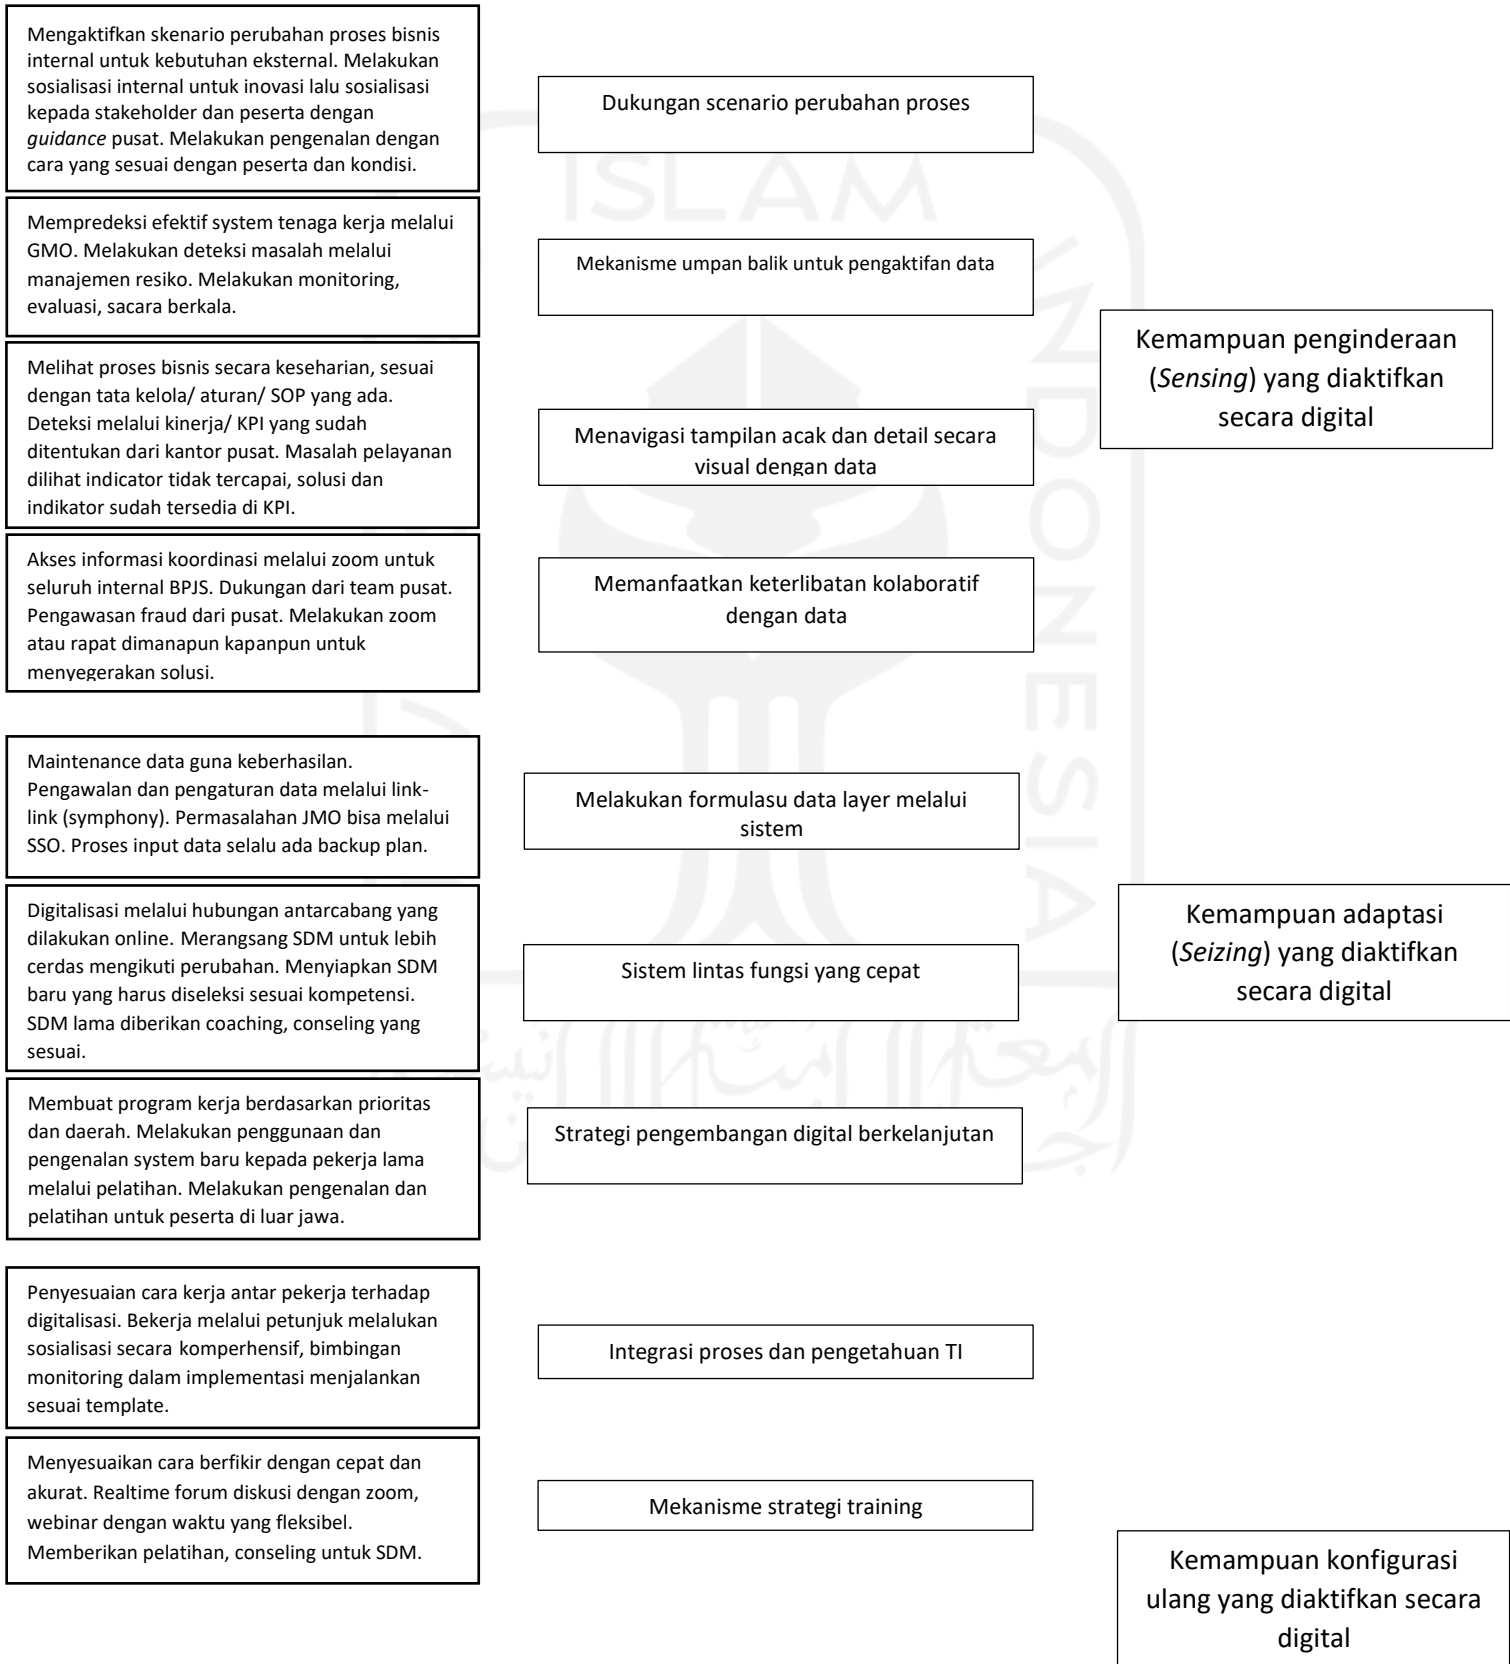 Mengaktifkan skenario perubahan proses bisnis
internal untuk kebutuhan eksternal. Melakukan
sosialisasi internal untuk inovasi lalu sosialisasi
kepada stakeholder dan peserta dengan
guidance pusat. Melakukan pengenalan dengan
cara yang sesuai dengan peserta dan kondisi.
Dukungan scenario perubahan proses
Mempredeksi efektif system tenaga kerja melalui
GMO. Melakukan deteksi masalah melalui
manajemen resiko. Melakukan monitoring,
evaluasi, sacara berkala.
Mekanisme umpan balik untuk pengaktifan data
Melihat proses bisnis secara keseharian, sesuai
dengan tata kelola/ aturan/ SOP yang ada.
Deteksi melalui kinerja/ KPI yang sudah
ditentukan dari kantor pusat. Masalah pelayanan
dilihat indicator tidak tercapai, solusi dan
indikator sudah tersedia di KPI.
Menavigasi tampilan acak dan detail secara
visual dengan data
Akses informasi koordinasi melalui zoom untuk
seluruh internal BPJS. Dukungan dari team pusat.
Pengawasan fraud dari pusat. Melakukan zoom
atau rapat dimanapun kapanpun untuk
menyegerakan solusi.
Memanfaatkan keterlibatan kolaboratif
dengan data
Kemampuan penginderaan
(Sensing) yang diaktifkan
secara digital
Maintenance data guna keberhasilan.
Pengawalan dan pengaturan data melalui link-
link (symphony). Permasalahan JMO bisa melalui
SSO. Proses input data selalu ada backup plan.
Melakukan formulasu data layer melalui
sistem
Digitalisasi melalui hubungan antarcabang yang
dilakukan online. Merangsang SDM untuk lebih
cerdas mengikuti perubahan. Menyiapkan SDM
baru yang harus diseleksi sesuai kompetensi.
SDM lama diberikan coaching, conseling yang
sesuai.
Sistem lintas fungsi yang cepat
Membuat program kerja berdasarkan prioritas
dan daerah. Melakukan penggunaan dan
pengenalan system baru kepada pekerja lama
melalui pelatihan. Melakukan pengenalan dan
pelatihan untuk peserta di luar jawa.
Strategi pengembangan digital berkelanjutan
Kemampuan adaptasi
(Seizing) yang diaktifkan
secara digital
Penyesuaian cara kerja antar pekerja terhadap
digitalisasi. Bekerja melalui petunjuk melalukan
sosialisasi secara komperhensif, bimbingan
monitoring dalam implementasi menjalankan
sesuai template.
Integrasi proses dan pengetahuan TI
Menyesuaikan cara berfikir dengan cepat dan
akurat. Realtime forum diskusi dengan zoom,
webinar dengan waktu yang fleksibel.
Memberikan pelatihan, conseling untuk SDM.
Mekanisme strategi training
Kemampuan konfigurasi
ulang yang diaktifkan secara
digital
ISLAM
INDONESIA